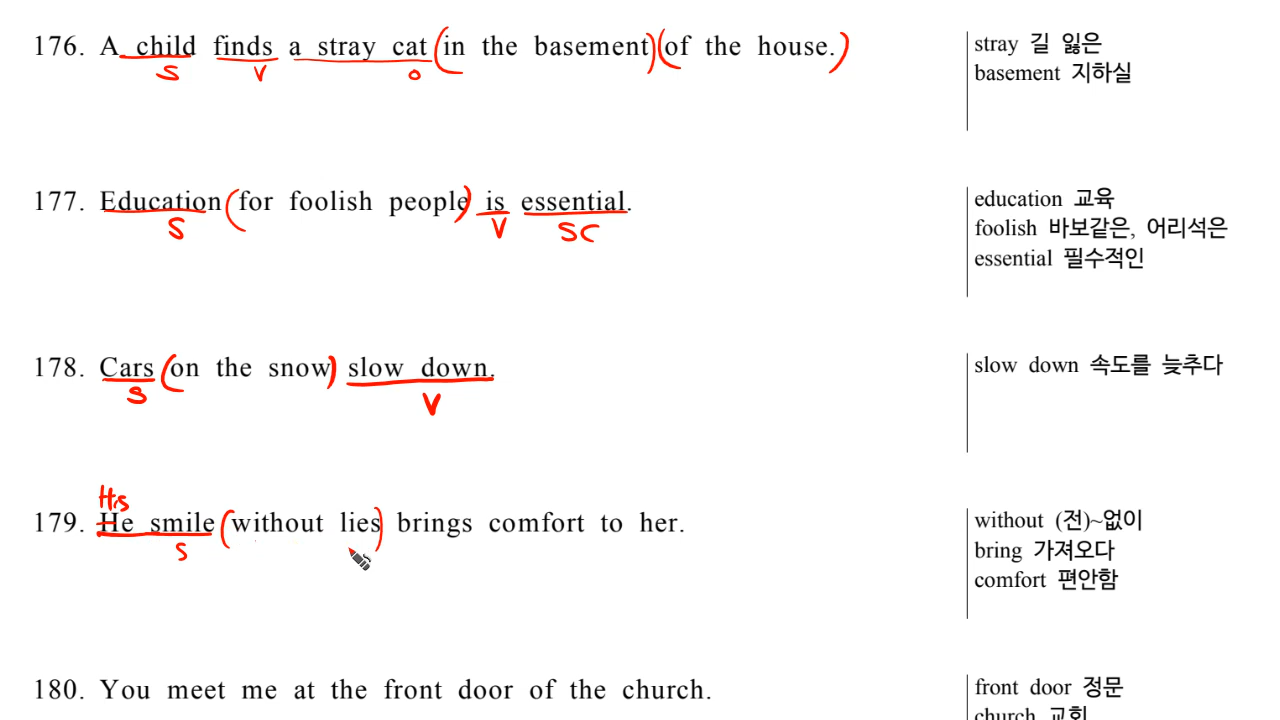 176. A child finds a stray cat (in the basement) (of the house.)
S V O
stray 길 잃은
basement 지하실
177. Education (for foolish people) is essential.
S V SC
education 교육
foolish 바보같은, 어리석은
essential 필수적인
178. Cars (on the snow) slow down.
S V
slow down 속도를 늦추다
His
179. He smile (without lies) brings comfort to her.
S
without (전)~없이
bring 가져오다
comfort 편안함
180. You meet me at the front door of the church.
front door 정문
church 교회